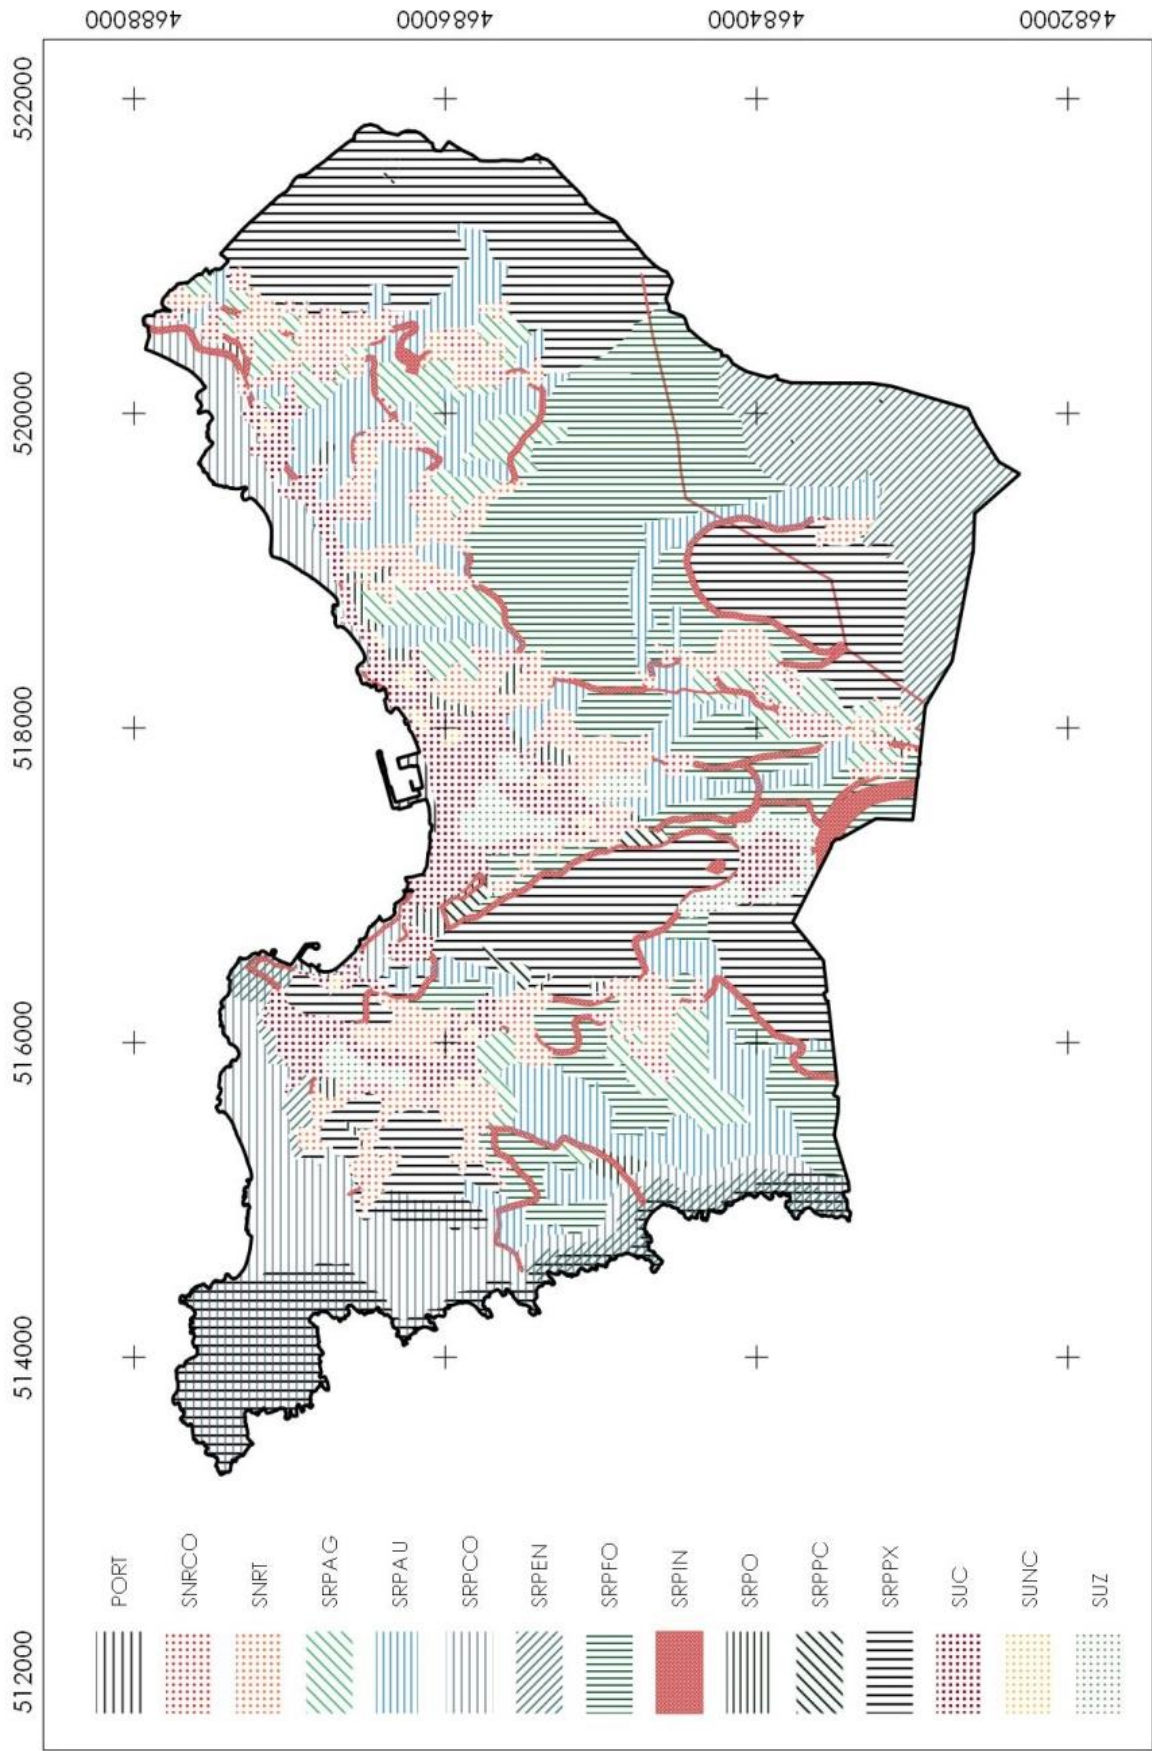 4688000
4686000
4684000
4682000
522000
520000
518000
516000
514000
512000
PORT
SNRCO
SNRT
SRPAG
SRPAU
SRPCO
SRPEN
SRPFO
SRPIN
SRPO
SRPPC
SRPPX
SUC
SUNC
SUZ